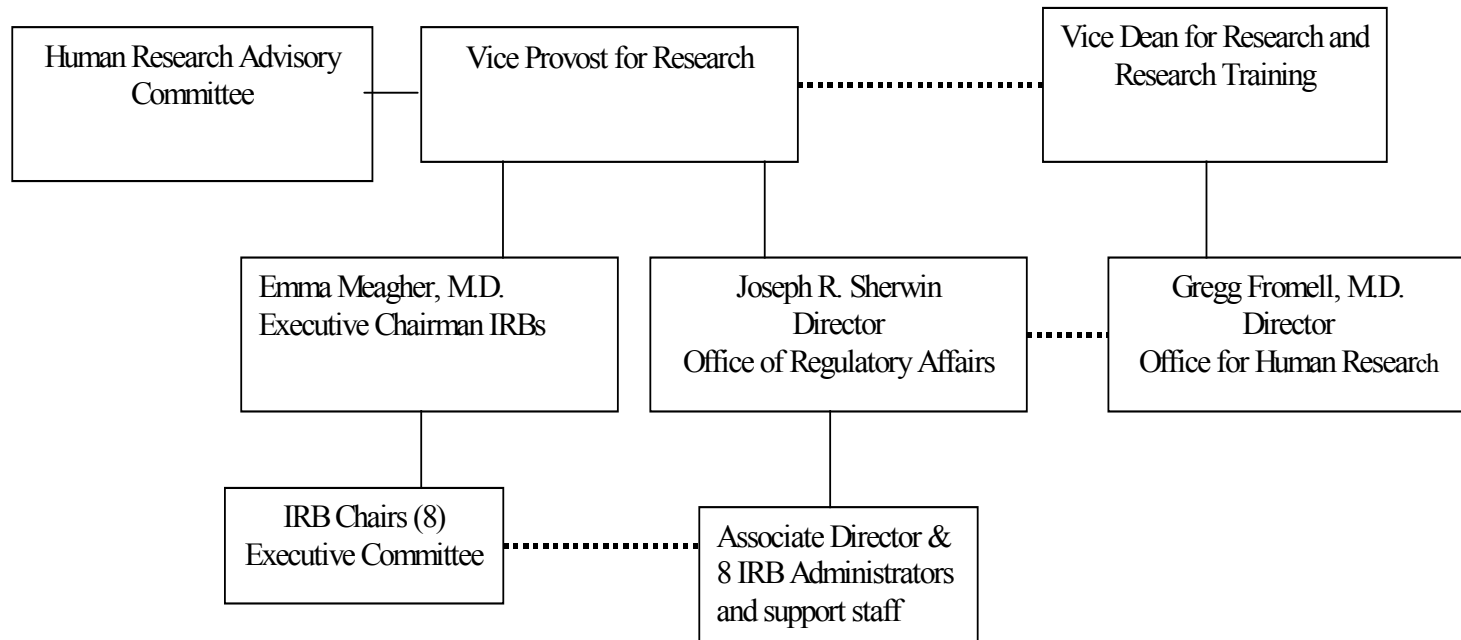 Human Research Advisory
Committee
Vice Provost for Research
Vice Dean for Research and
Research Training
Emma Meagher, M.D.
Executive Chairman IRBs
Joseph R. Sherwin
Director
Office of Regulatory Affairs
Gregg Fromell, M.D.
Director
Office for Human Research
IRB Chairs (8)
Executive Committee
Associate Director &
8 IRB Administrators
and support staff